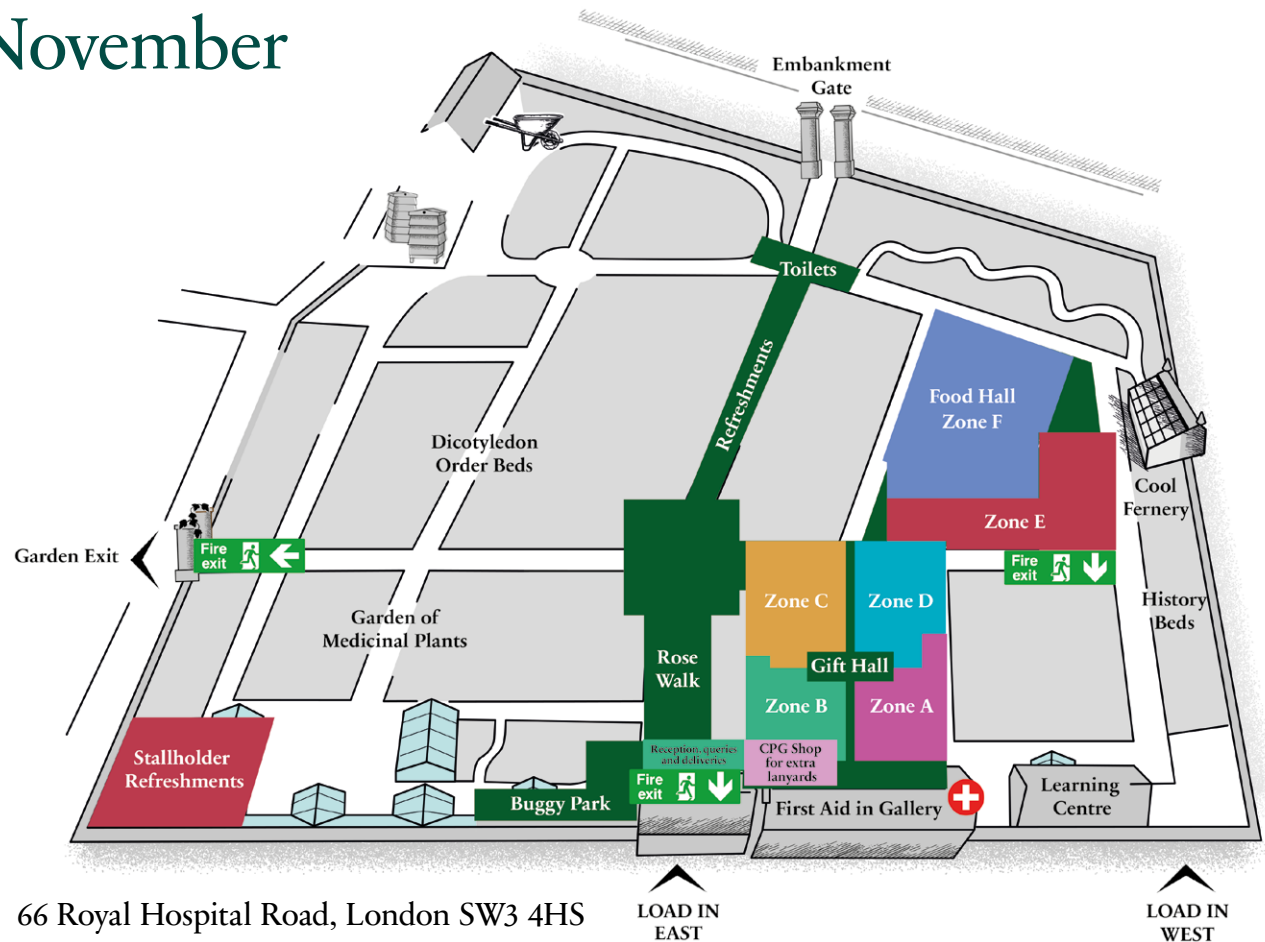 November
Embankment
Gate
Toilets
Refreshments
Food Hall
Zone F
Dicotyledon
Order Beds
Cool
Fernery
Zone E
Garden Exit
Fire
exit
Fire
exit
Zone C
Zone D
History
Beds
Garden of
Medicinal Plants
Rose
Walk
Gift Hall
Zone B
Zone A
Stallholder
Refreshments
Reception, queries
and deliveries
CPG Shop
for extra
lanyards
Fire
exit
Buggy Park
First Aid in Gallery
Learning
Centre
66 Royal Hospital Road, London SW3 4HS
LOAD IN
EAST
LOAD IN
WEST